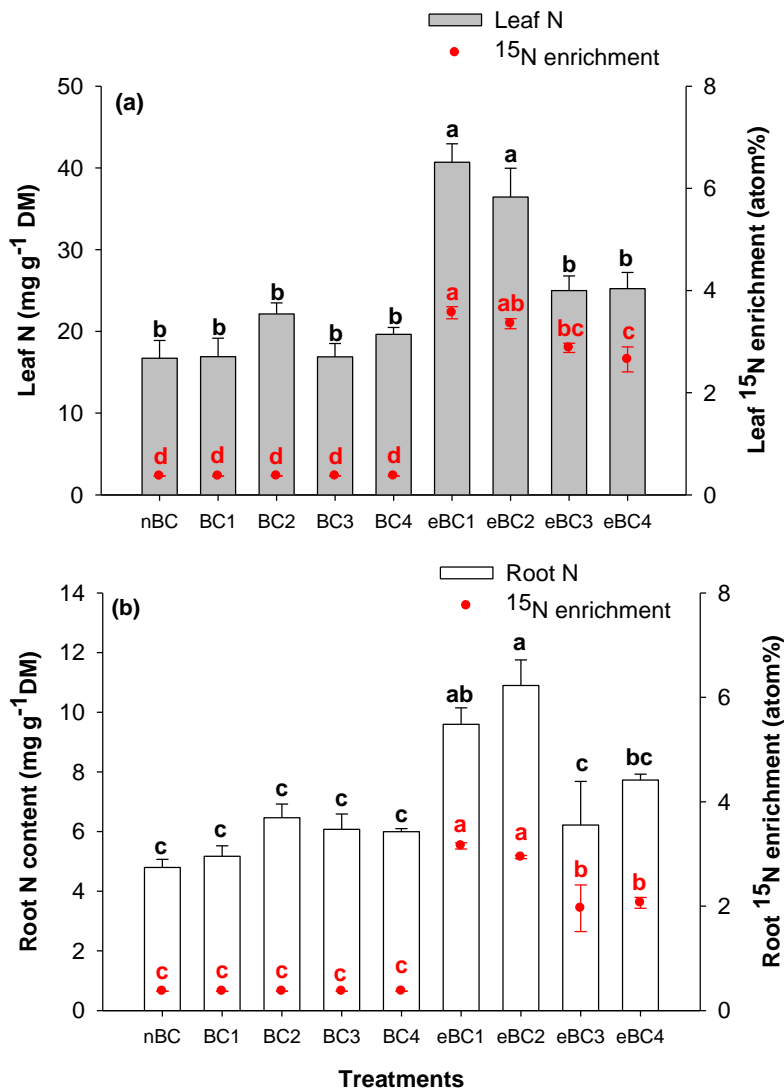 Leaf N
15N enrichment
(a)
50
40
30
20
10
0
Leaf N (mg g-1 DM)
8
6
4
2
0
Leaf 15N enrichment (atom%)
b b b b b a a b b
d d d d d a ab bc c
nBC BC1 BC2 BC3 BC4 eBC1 eBC2 eBC3 eBC4
Root N
15N enrichment
(b)
14
12
10
8
6
4
2
0
Root N content (mg g-1DM)
8
6
4
2
0
Root 15N enrichment (atom%)
c c c c c ab a c bc
c c c c c a a b b
nBC BC1 BC2 BC3 BC4 eBC1 eBC2 eBC3 eBC4
Treatments